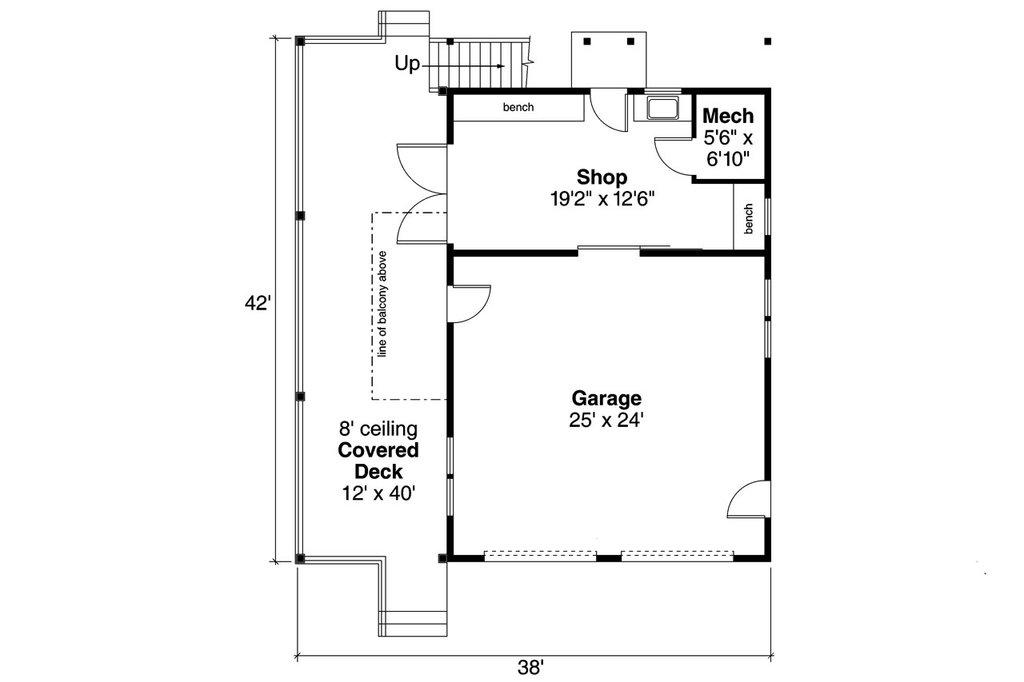 Up
bench
Mech
5'6" x
6'10"
Shop
19'2" x 12'6"
bench
line of balcony above
42'
Garage
25' x 24'
8' ceiling
Covered
Deck
12' x 40'
38'